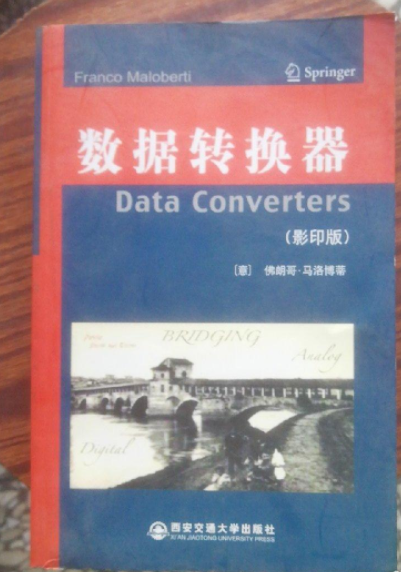 Franco Maloberti
Springer
数据转换器
Data Converters
(影印版)
[意] 佛朗哥·马洛博蒂
BRIDGING
Analog
Digital
西安交通大学出版社
XI'AN JIAOTONG UNIVERSITY PRESS